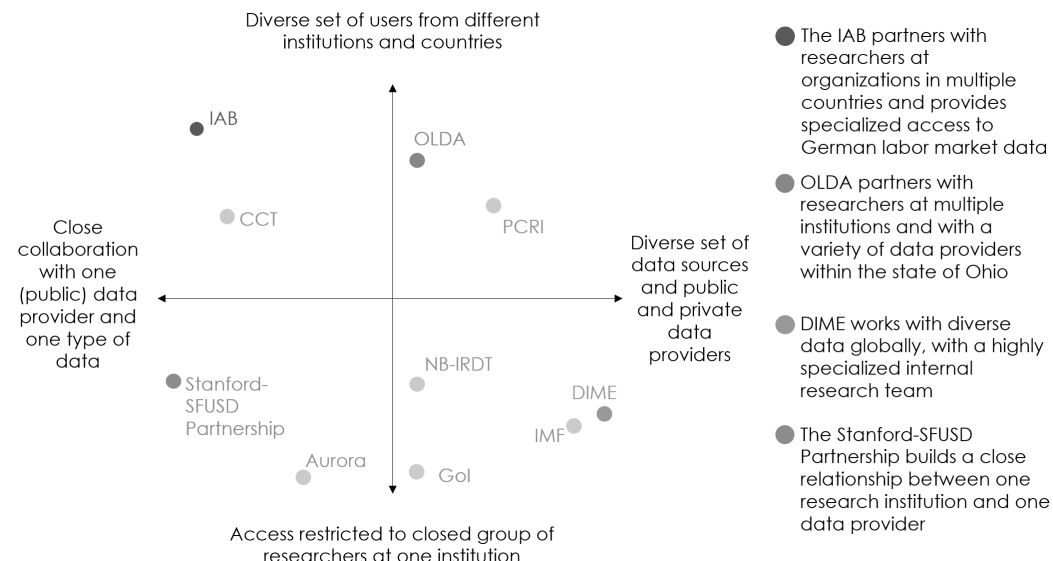 Diverse set of users from different
institutions and countries
IAB
OLDA
CCT
PCRI
Close
collaboration
with one
(public) data
provider and
one type of
data
Diverse set of
data sources
and public
and private
data
providers
Stanford-
SFUSD
Partnership
NB-IRDT
DIME
IMF
Aurora
GoI
Access restricted to closed group of
researchers at one institution
The IAB partners with
researchers at
organizations in multiple
countries and provides
specialized access to
German labor market data
OLDA partners with
researchers at multiple
institutions and with a
variety of data providers
within the state of Ohio
DIME works with diverse
data globally, with a highly
specialized internal
research team
The Stanford-SFUSD
Partnership builds a close
relationship between one
research institution and one
data provider